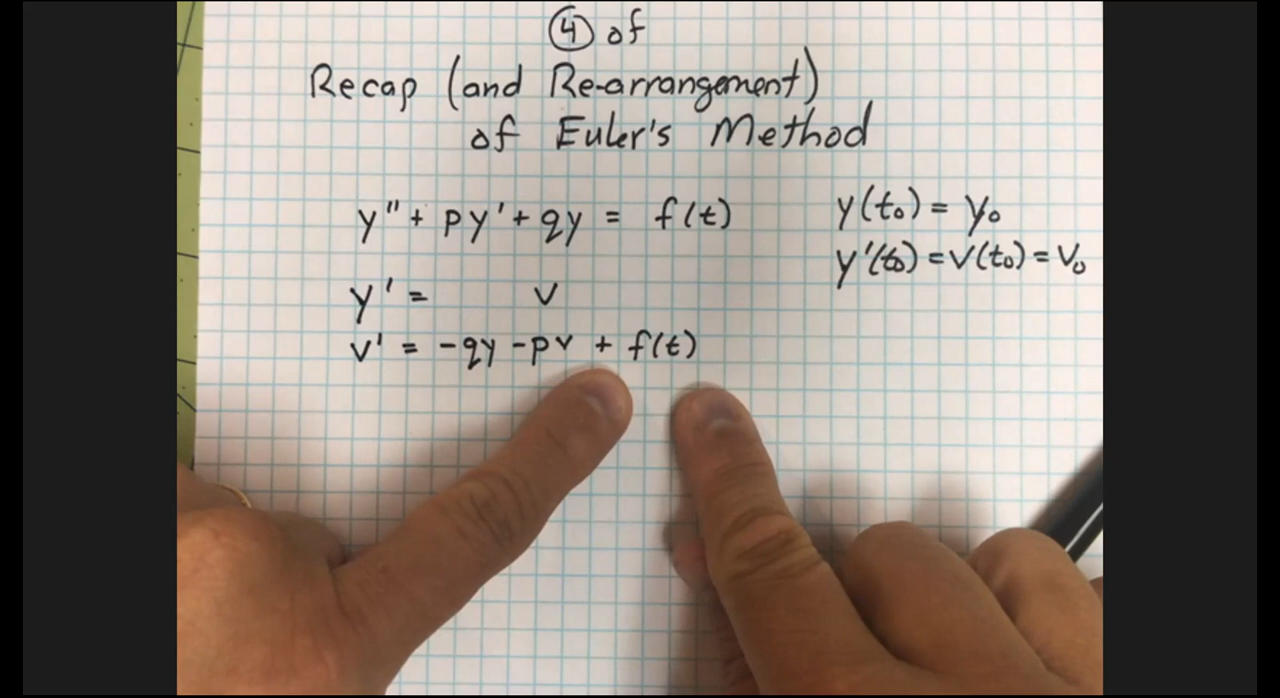 ④ of
Recap (and Re-arrangement)
of Euler's Method
y" + py' + qy = f(t)
y(t₀) = y₀
y'(t₀) = v(t₀) = v₀
y' = v
v' = -qy - pv + f(t)